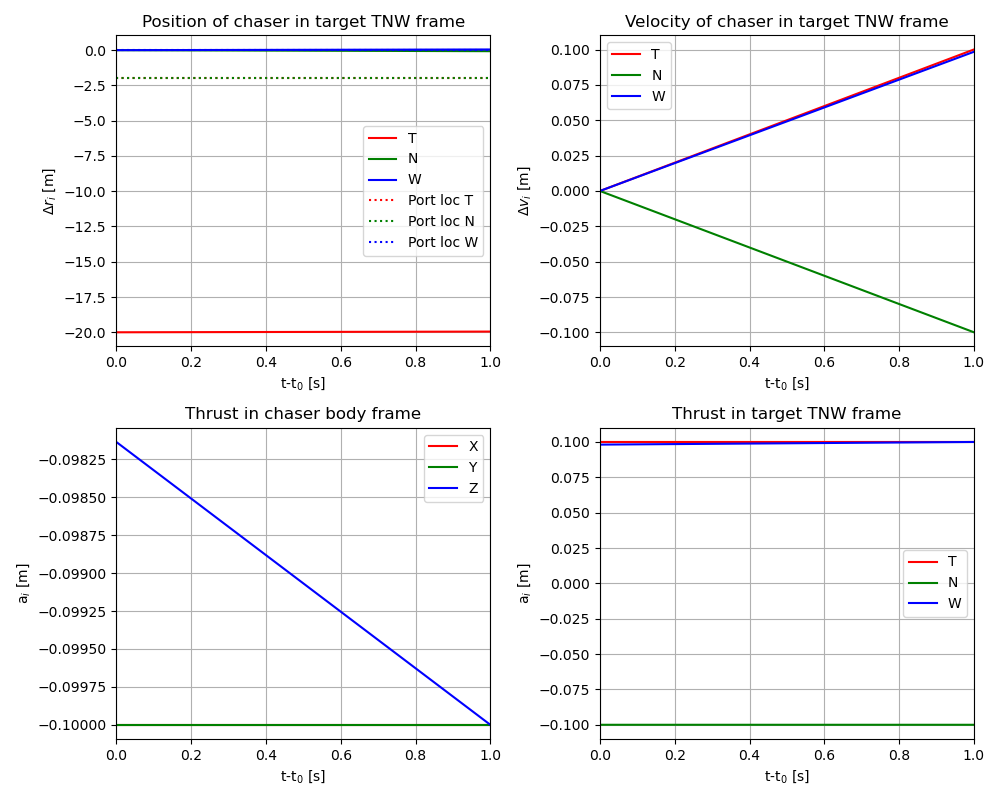 Position of chaser in target TNW frame
0.0
−2.5
−5.0
−7.5
−10.0
−12.5
−15.0
−17.5
−20.0
Δr_i [m]
T
N
W
Port loc T
Port loc N
Port loc W
0.0 0.2 0.4 0.6 0.8 1.0
t-t_0 [s]
Velocity of chaser in target TNW frame
0.100
0.075
0.050
0.025
0.000
−0.025
−0.050
−0.075
−0.100
Δv_i [m]
T
N
W
0.0 0.2 0.4 0.6 0.8 1.0
t-t_0 [s]
Thrust in chaser body frame
−0.09825
−0.09850
−0.09875
−0.09900
−0.09925
−0.09950
−0.09975
−0.10000
a_i [m]
X
Y
Z
0.0 0.2 0.4 0.6 0.8 1.0
t-t_0 [s]
Thrust in target TNW frame
0.100
0.075
0.050
0.025
0.000
−0.025
−0.050
−0.075
−0.100
a_i [m]
T
N
W
0.0 0.2 0.4 0.6 0.8 1.0
t-t_0 [s]